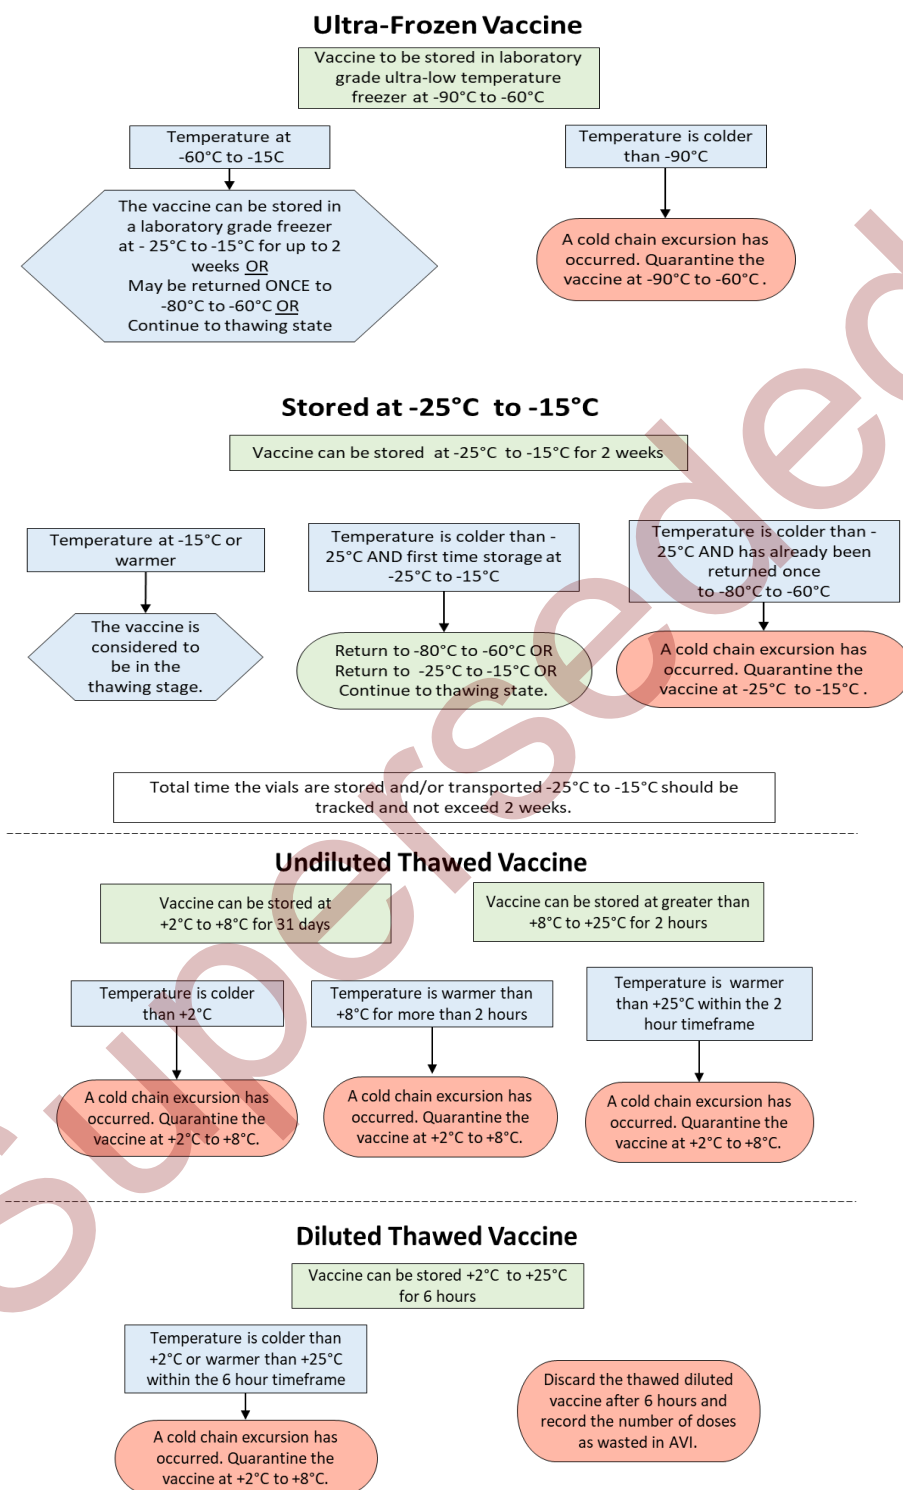 Ultra-Frozen Vaccine
Vaccine to be stored in laboratory
grade ultra-low temperature
freezer at -90°C to -60°C
Temperature at
-60°C to -15C
Temperature is colder
than -90°C
The vaccine can be stored in
a laboratory grade freezer
at - 25°C to -15°C for up to 2
weeks OR
May be returned ONCE to
-80°C to -60°C OR
Continue to thawing state
A cold chain excursion has
occurred. Quarantine the
vaccine at -90°C to -60°C .
Stored at -25°C to -15°C
Vaccine can be stored at -25°C to -15°C for 2 weeks
Temperature at -15°C or
warmer
Temperature is colder than -
25°C AND first time storage at
-25°C to -15°C
Temperature is colder than -
25°C AND has already been
returned once
to -80°C to -60°C
The vaccine is
considered to
be in the
thawing stage.
Return to -80°C to -60°C OR
Return to -25°C to -15°C OR
Continue to thawing state.
A cold chain excursion has
occurred. Quarantine the
vaccine at -25°C to -15°C .
Total time the vials are stored and/or transported -25°C to -15°C should be
tracked and not exceed 2 weeks.
Undiluted Thawed Vaccine
Vaccine can be stored at
+2°C to +8°C for 31 days
Vaccine can be stored at greater than
+8°C to +25°C for 2 hours
Temperature is colder
than +2°C
Temperature is warmer than
+8°C for more than 2 hours
Temperature is warmer
than +25°C within the 2
hour timeframe
A cold chain excursion has
occurred. Quarantine the
vaccine at +2°C to +8°C.
A cold chain excursion has
occurred. Quarantine the
vaccine at +2°C to +8°C.
A cold chain excursion has
occurred. Quarantine the
vaccine at +2°C to +8°C.
Diluted Thawed Vaccine
Vaccine can be stored +2°C to +25°C
for 6 hours
Temperature is colder than
+2°C or warmer than +25°C
within the 6 hour timeframe
A cold chain excursion has
occurred. Quarantine the
vaccine at +2°C to +8°C.
Discard the thawed diluted
vaccine after 6 hours and
record the number of doses
as wasted in AVI.
Superseded